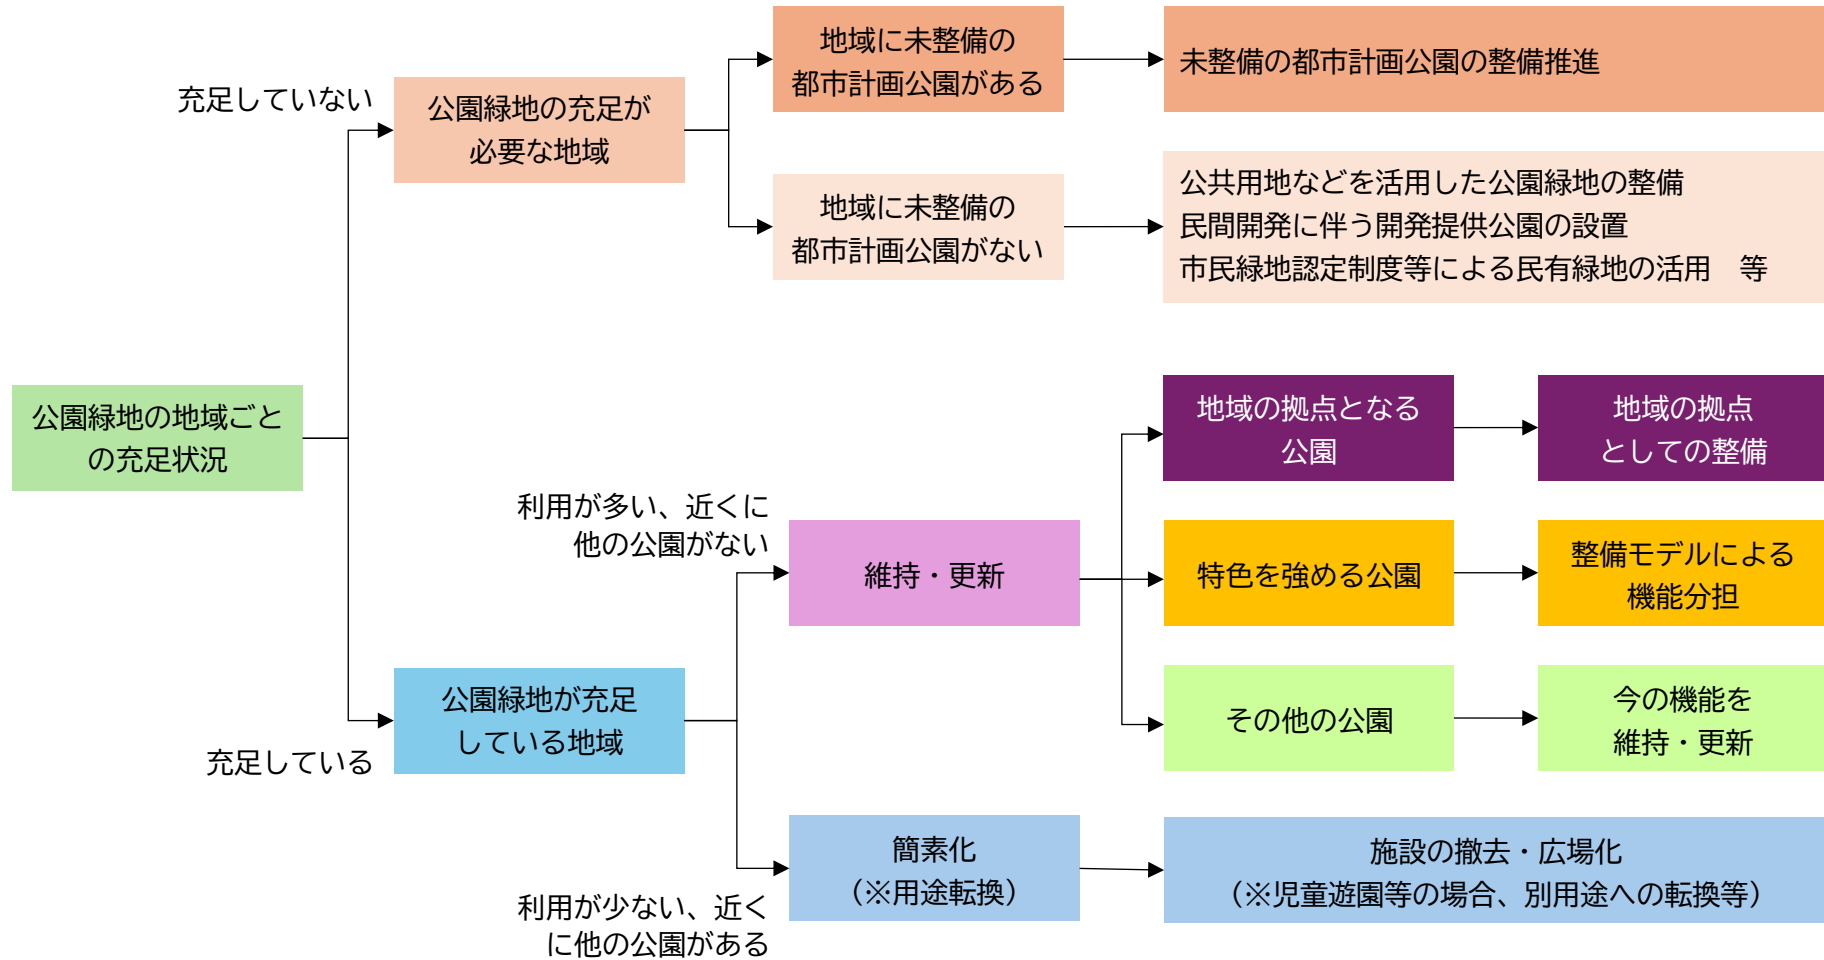 公園緑地の地域ごと
の充足状況
充足していない
公園緑地の充足が
必要な地域
地域に未整備の
都市計画公園がある
未整備の都市計画公園の整備推進
地域に未整備の
都市計画公園がない
公共用地などを活用した公園緑地の整備
民間開発に伴う開発提供公園の設置
市民緑地認定制度等による民有緑地の活用　等
充足している
公園緑地が充足
している地域
利用が多い、近くに
他の公園がない
維持・更新
地域の拠点となる
公園
地域の拠点
としての整備
特色を強める公園
整備モデルによる
機能分担
その他の公園
今の機能を
維持・更新
利用が少ない、近く
に他の公園がある
簡素化
（※用途転換）
施設の撤去・広場化
（※児童遊園等の場合、別用途への転換等）